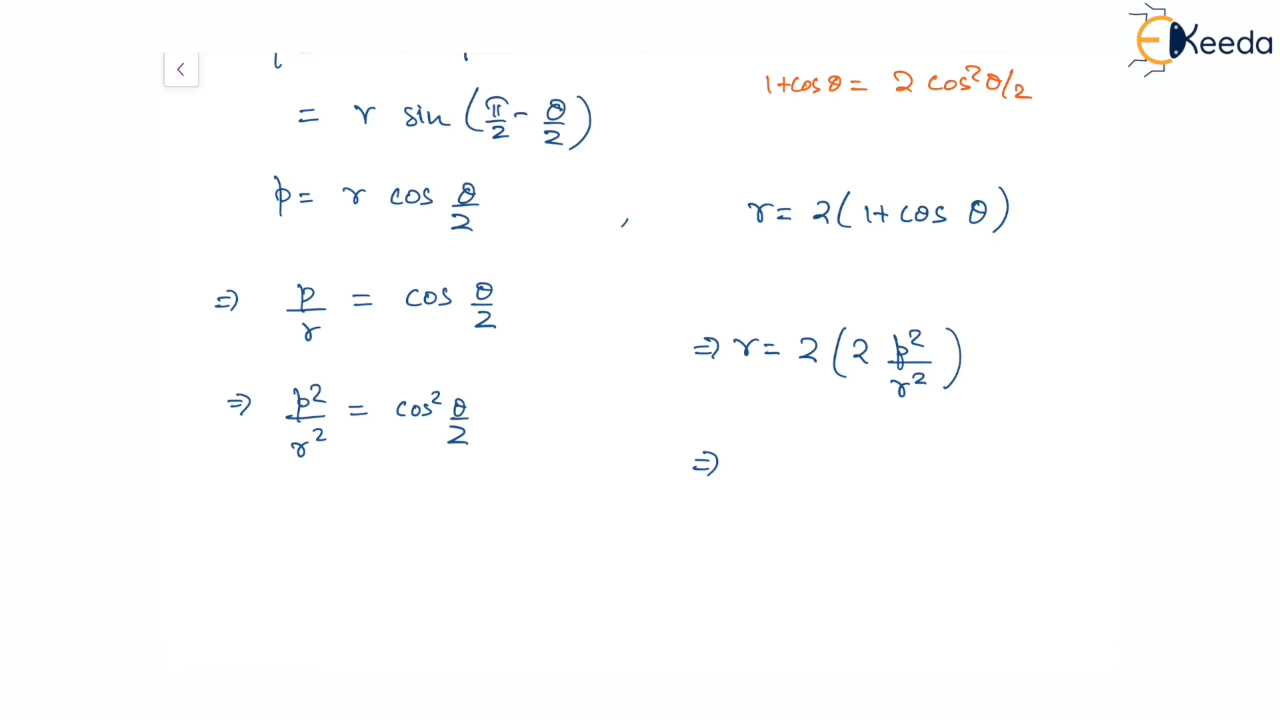 EKeeda
1+cos θ = 2 cos² θ/2
= r sin (π/2 - θ/2)
p = r cos θ/2 , r = 2(1+ cos θ)
⇒ p/r = cos θ/2
⇒ r = 2(2 p²/r²)
⇒ p²/r² = cos² θ/2
⇒